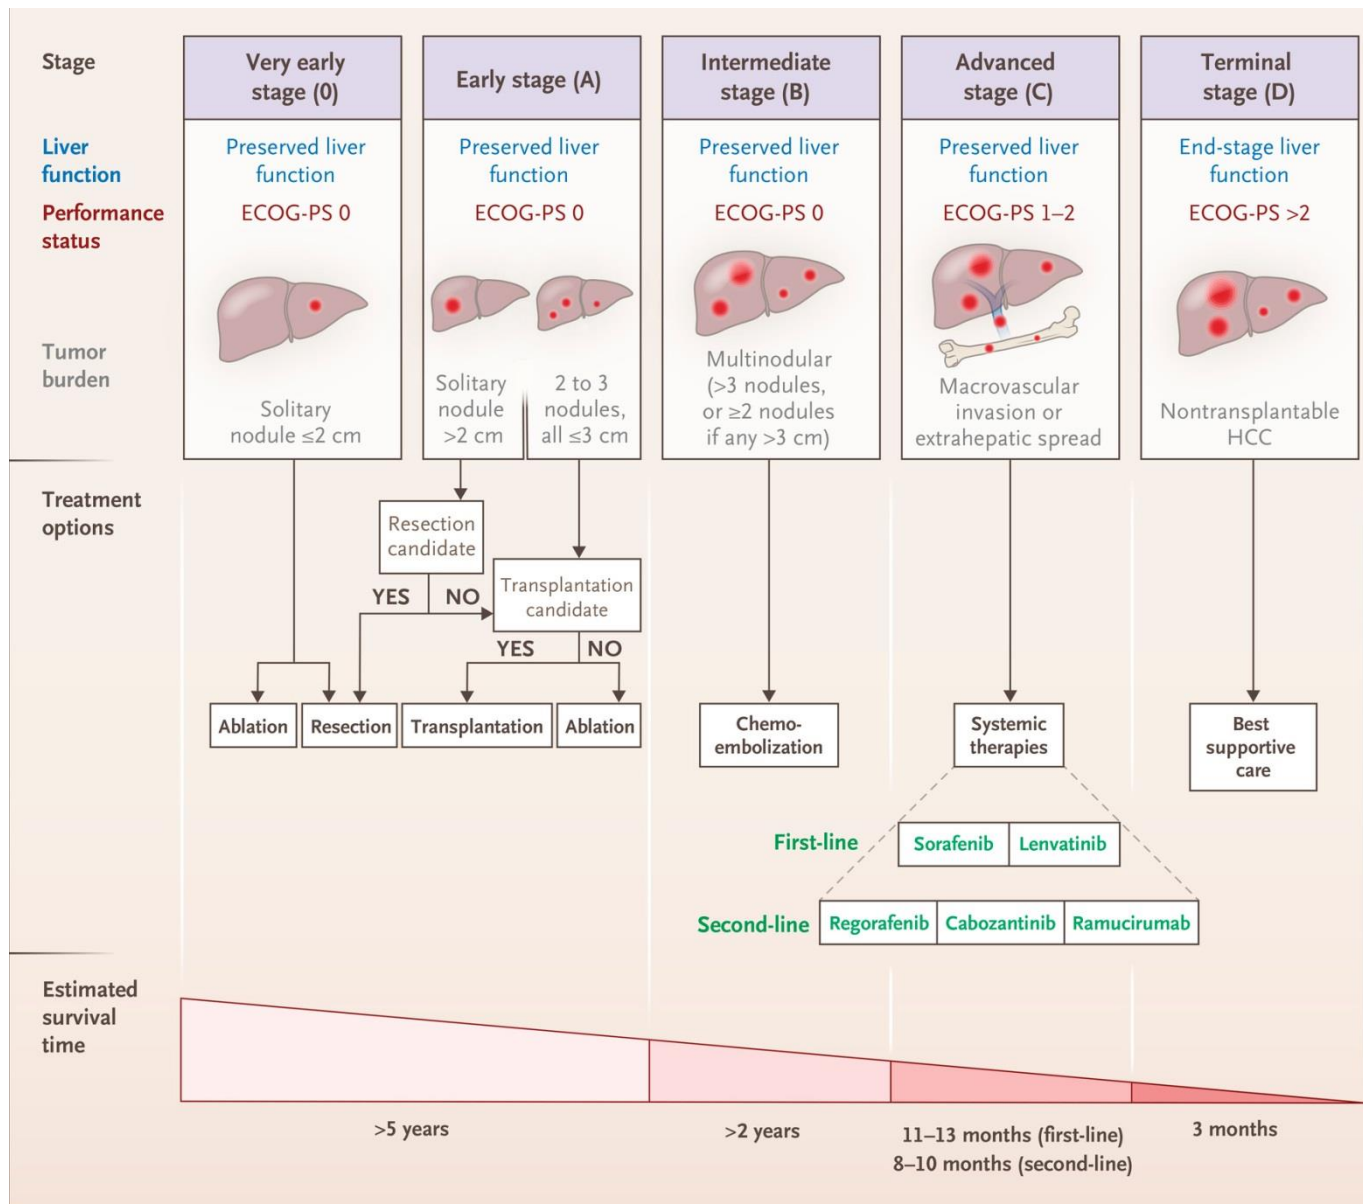 Stage
Very early
stage (0)
Early stage (A)
Intermediate
stage (B)
Advanced
stage (C)
Terminal
stage (D)
Liver
function
Preserved liver
function
Preserved liver
function
Preserved liver
function
Preserved liver
function
End-stage liver
function
Performance
status
ECOG-PS 0
ECOG-PS 0
ECOG-PS 0
ECOG-PS 1–2
ECOG-PS >2
Tumor
burden
Solitary
nodule ≤2 cm
Solitary
nodule
>2 cm
2 to 3
nodules,
all ≤3 cm
Multinodular
(>3 nodules,
or ≥2 nodules
if any >3 cm)
Macrovascular
invasion or
extrahepatic spread
Nontransplantable
HCC
Treatment
options
Resection
candidate
YES
NO
Transplantation
candidate
YES
NO
Ablation
Resection
Transplantation
Ablation
Chemo-
embolization
Systemic
therapies
Best
supportive
care
First-line
Sorafenib
Lenvatinib
Second-line
Regorafenib
Cabozantinib
Ramucirumab
Estimated
survival
time
>5 years
>2 years
11–13 months (first-line)
8–10 months (second-line)
3 months